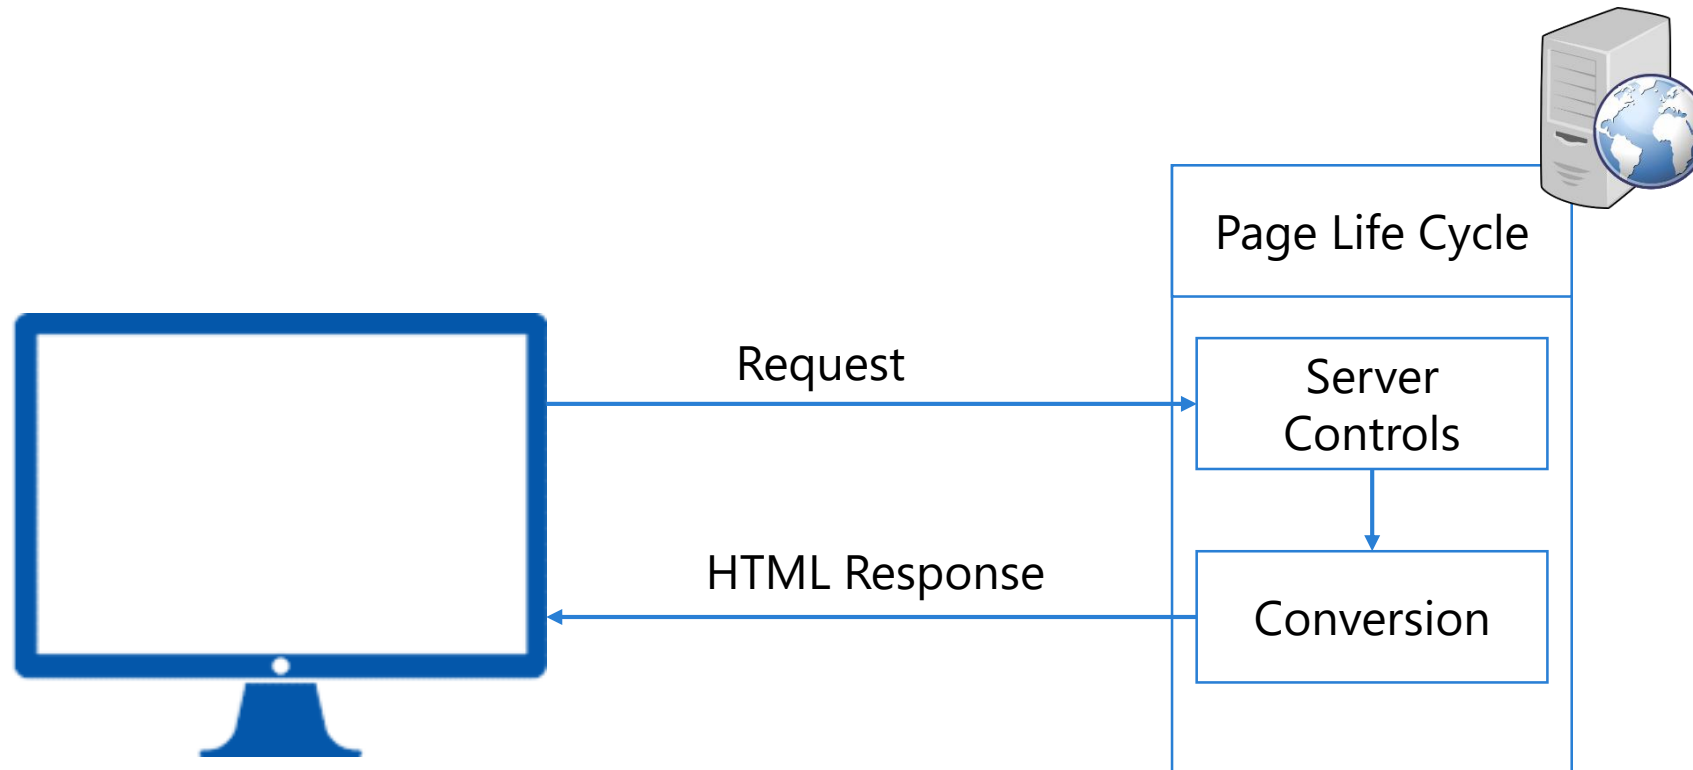 Page Life Cycle
Request
Server
Controls
HTML Response
Conversion